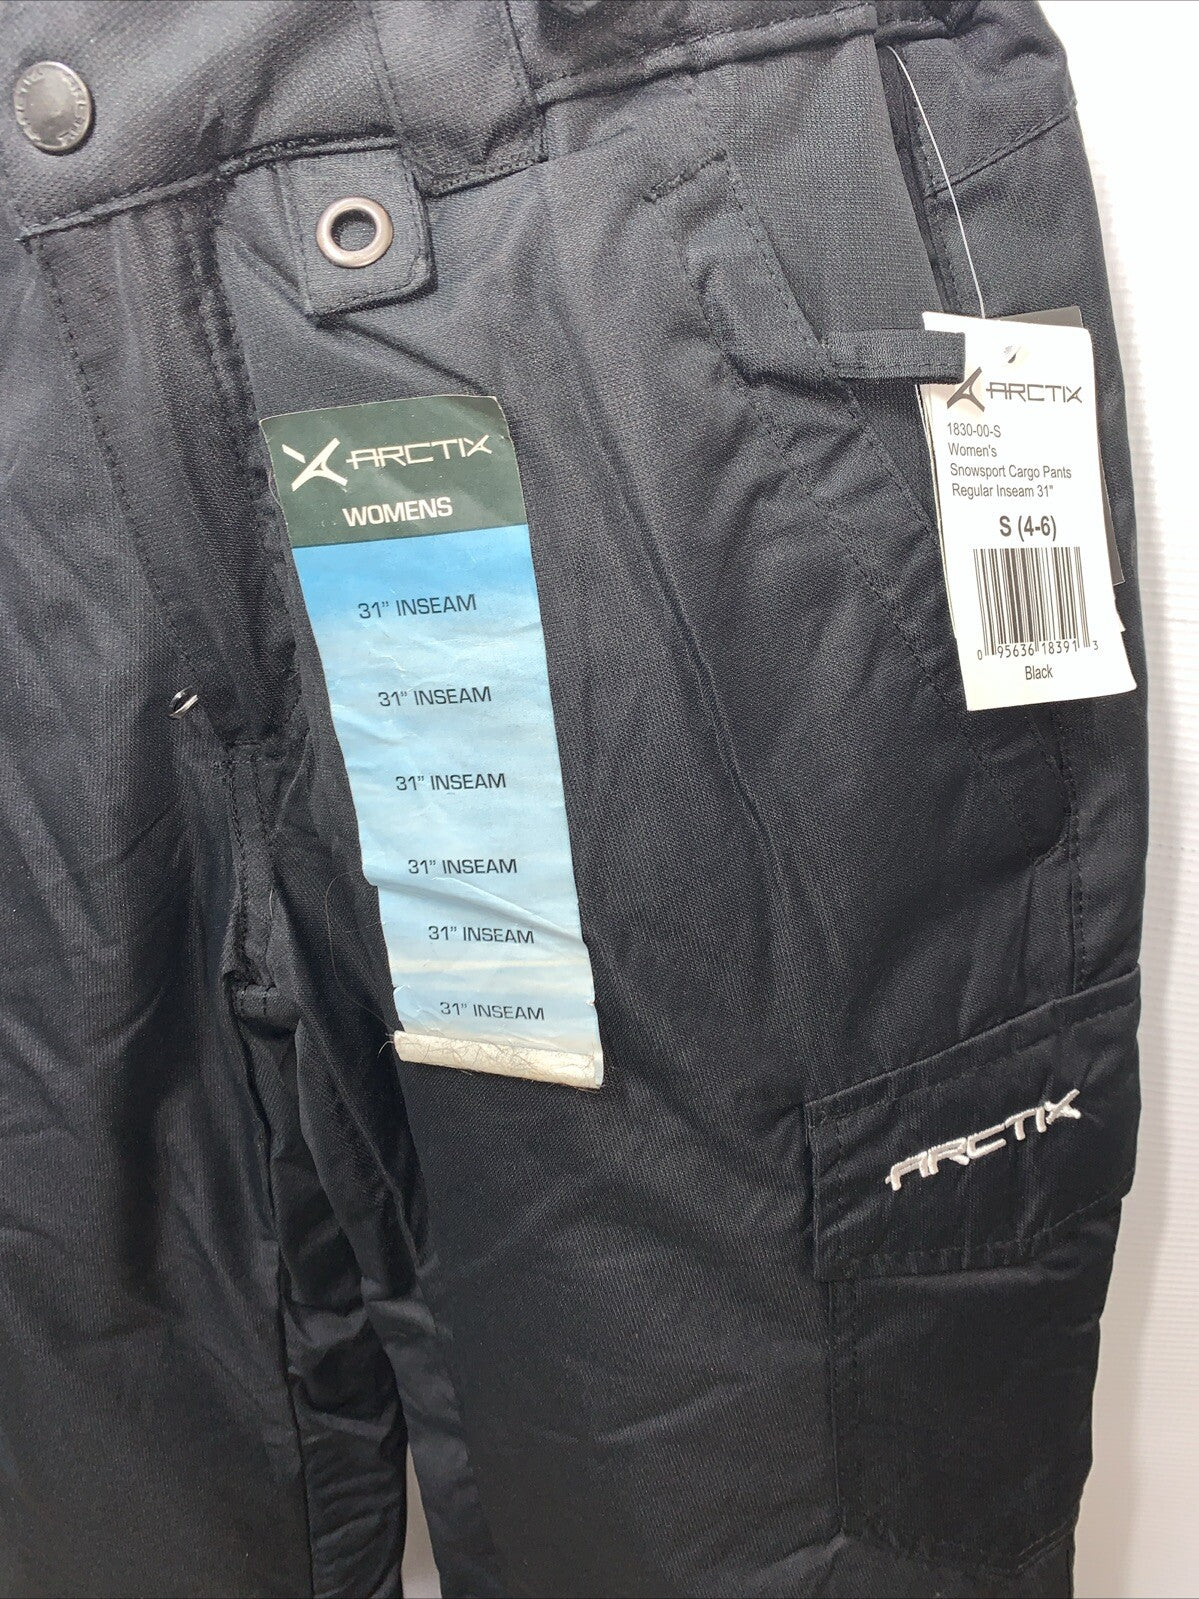 ARCTIX
WOMENS
31" INSEAM
31" INSEAM
31" INSEAM
31" INSEAM
31" INSEAM
31" INSEAM
ARCTIX
1830-00-S
Women's
Snowsport Cargo Pants
Regular Inseam 31"
S (4-6)
0 95636 18391 3
Black
ARCTIX